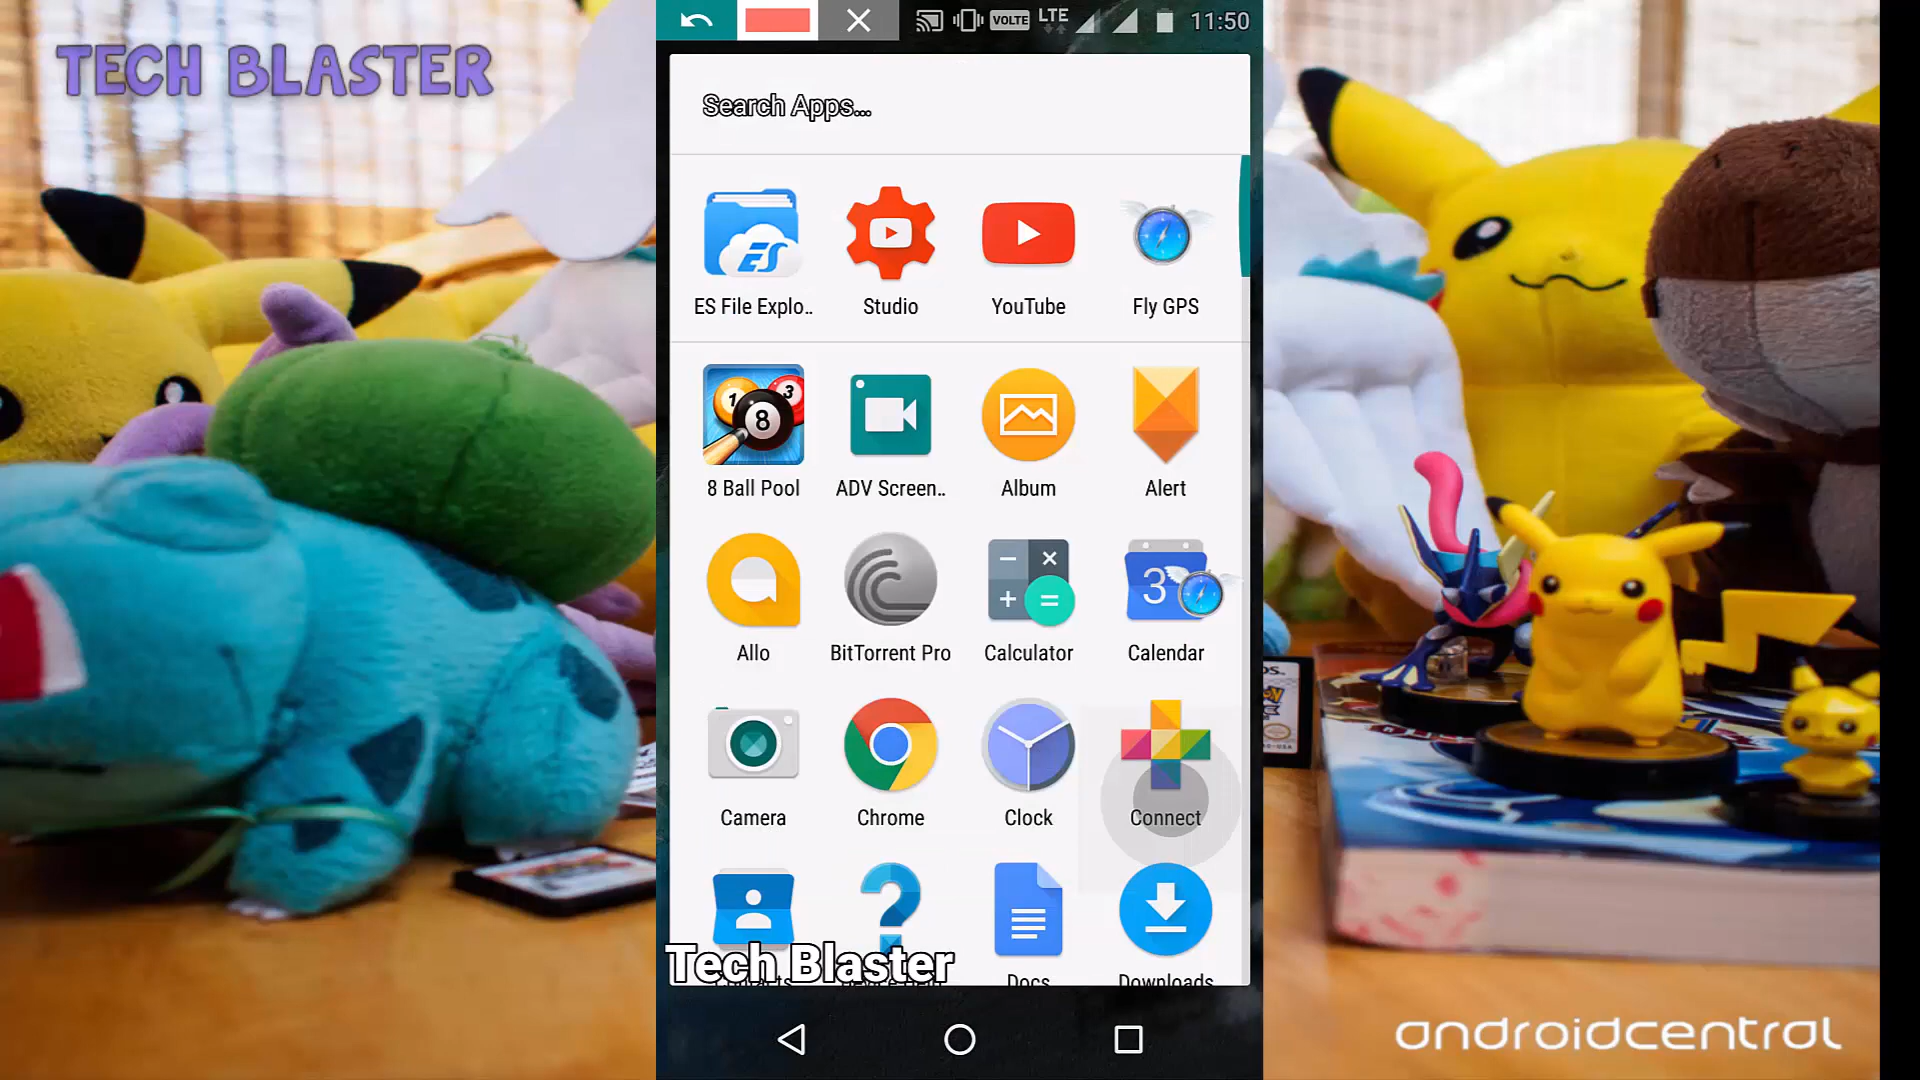 TECH BLASTER
VOLTE LTE 11:50
Search Apps...
ES File Explo.. Studio YouTube Fly GPS
8 Ball Pool ADV Screen.. Album Alert
3
Allo BitTorrent Pro Calculator Calendar
Camera Chrome Clock Connect
Docs Downloads
Tech Blaster
androidcentral